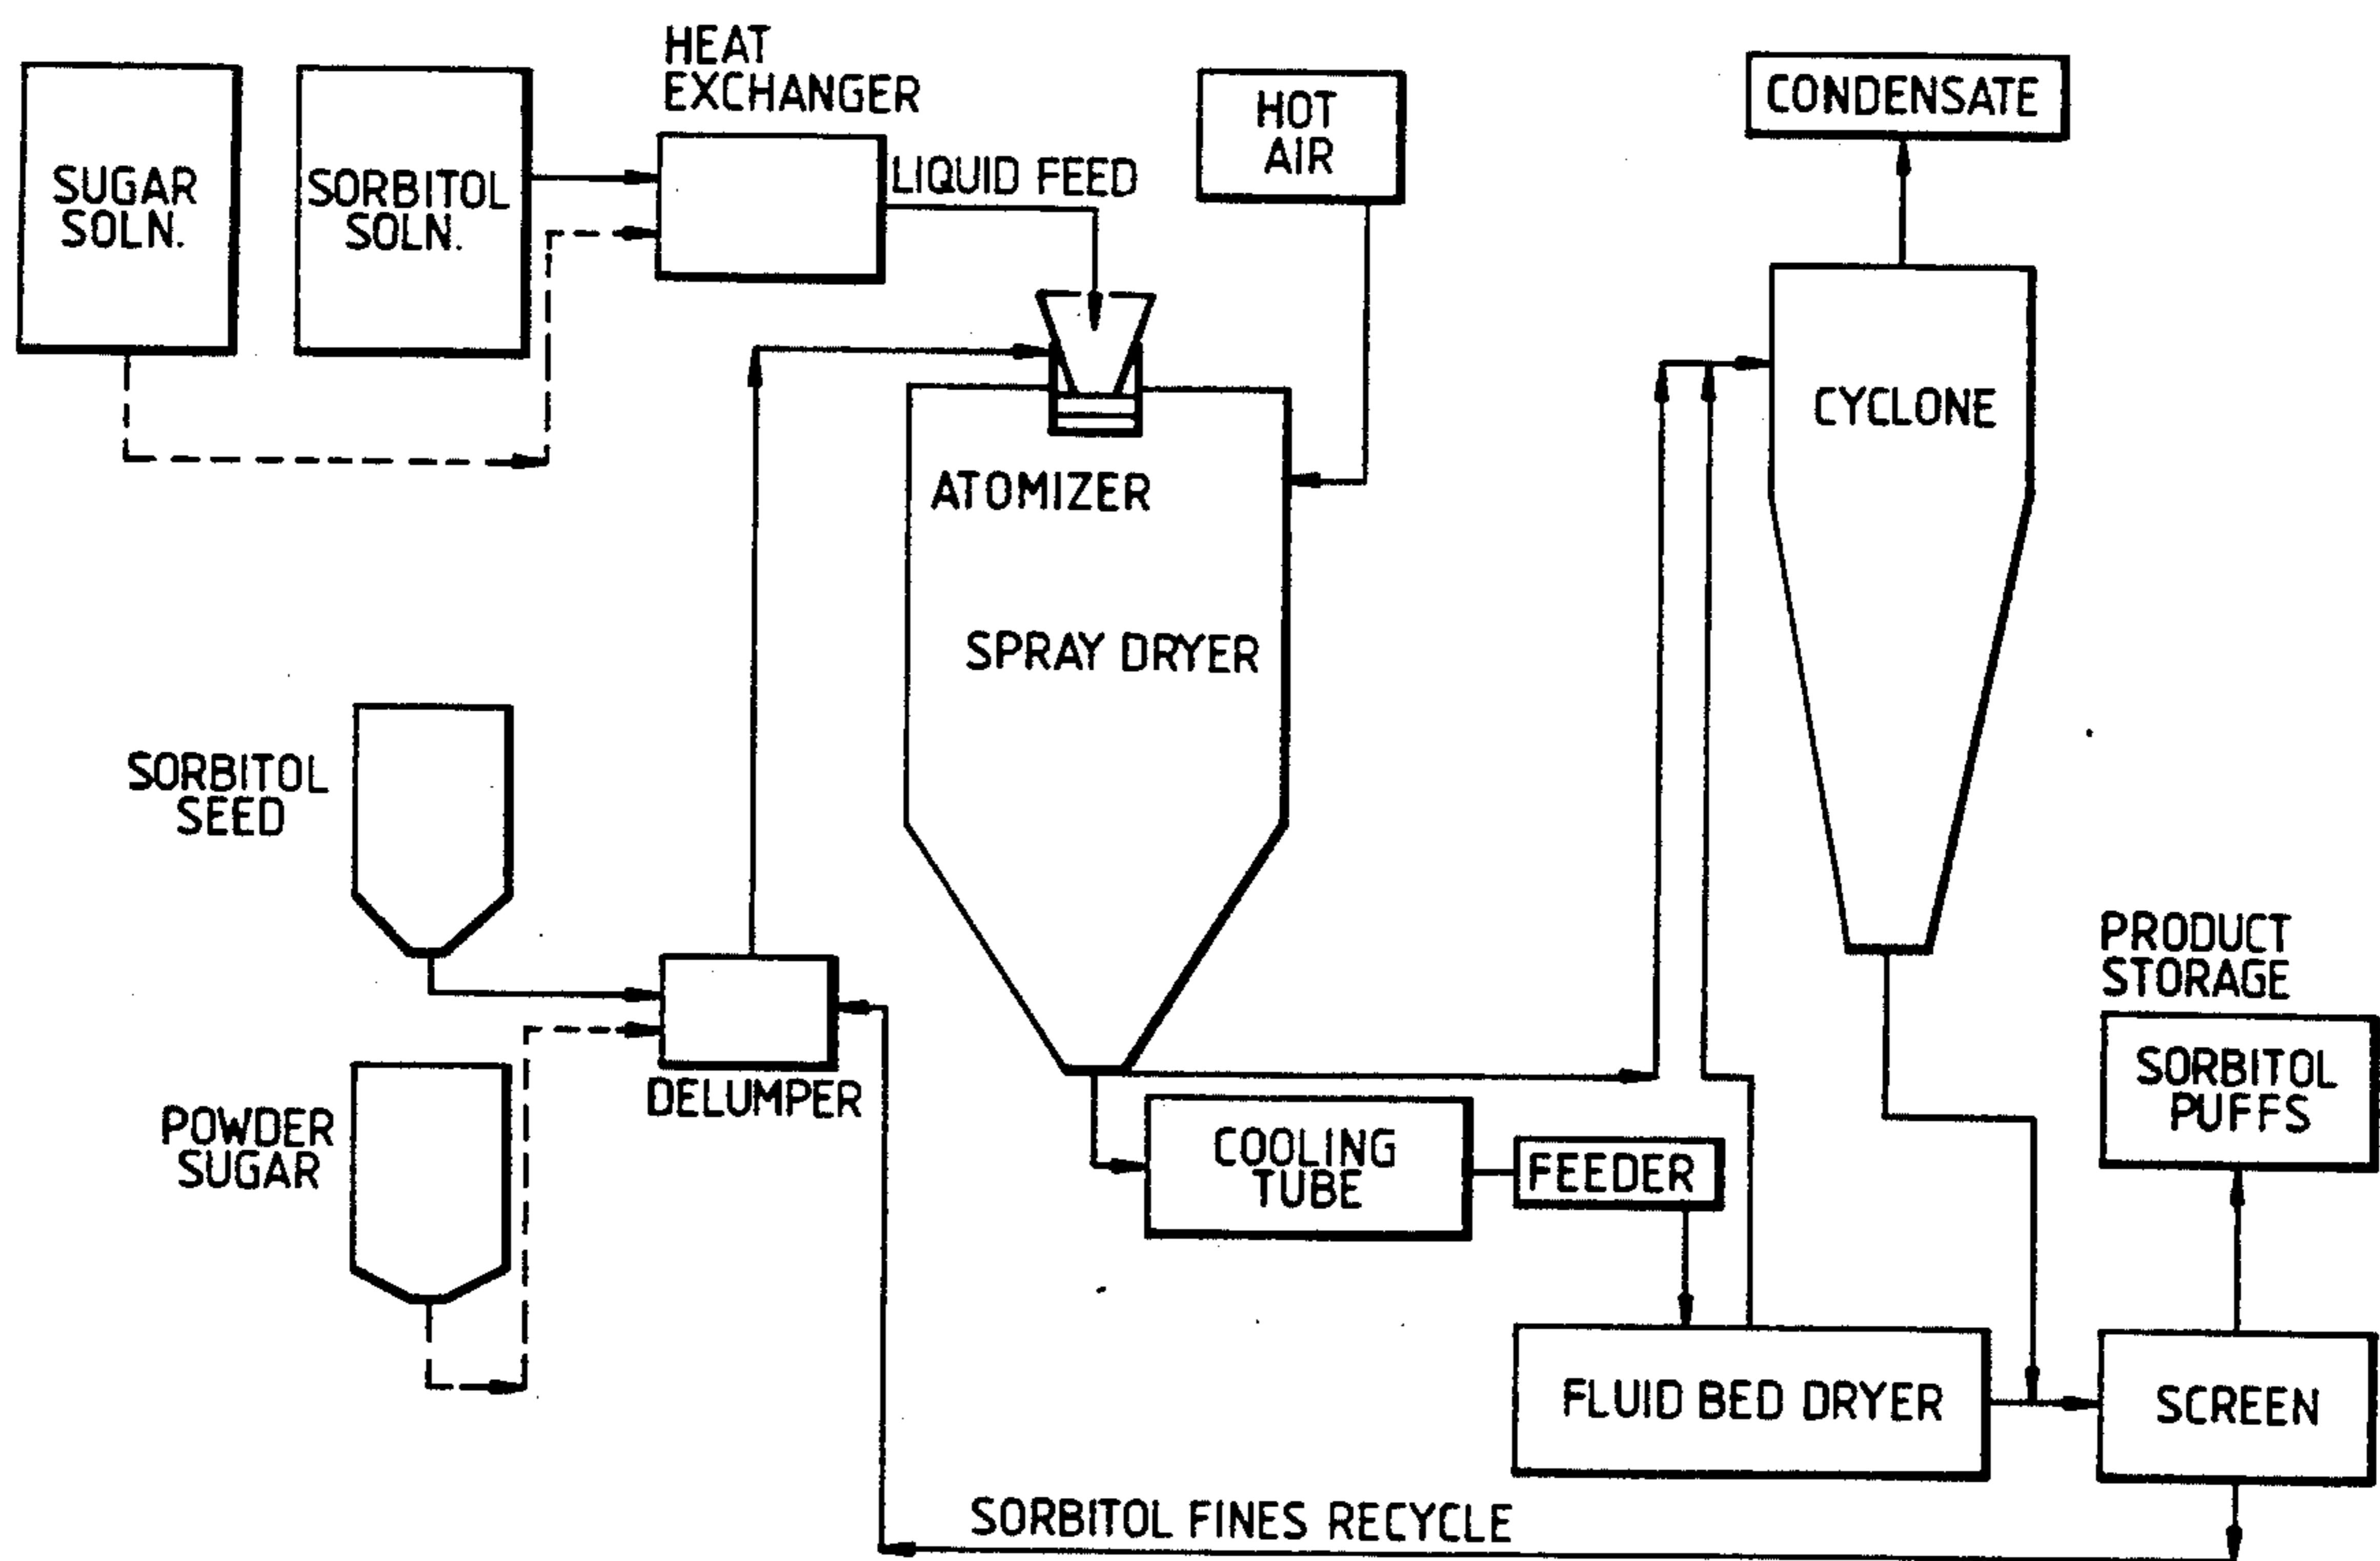 HEAT
EXCHANGER
SUGAR
SOLN.
SORBITOL
SOLN.
LIQUID FEED
HOT
AIR
CONDENSATE
ATOMIZER
CYCLONE
SPRAY DRYER
SORBITOL
SEED
DELUMPER
POWDER
SUGAR
COOLING
TUBE
FEEDER
PRODUCT
STORAGE
SORBITOL
PUFFS
FLUID BED DRYER
SCREEN
SORBITOL FINES RECYCLE